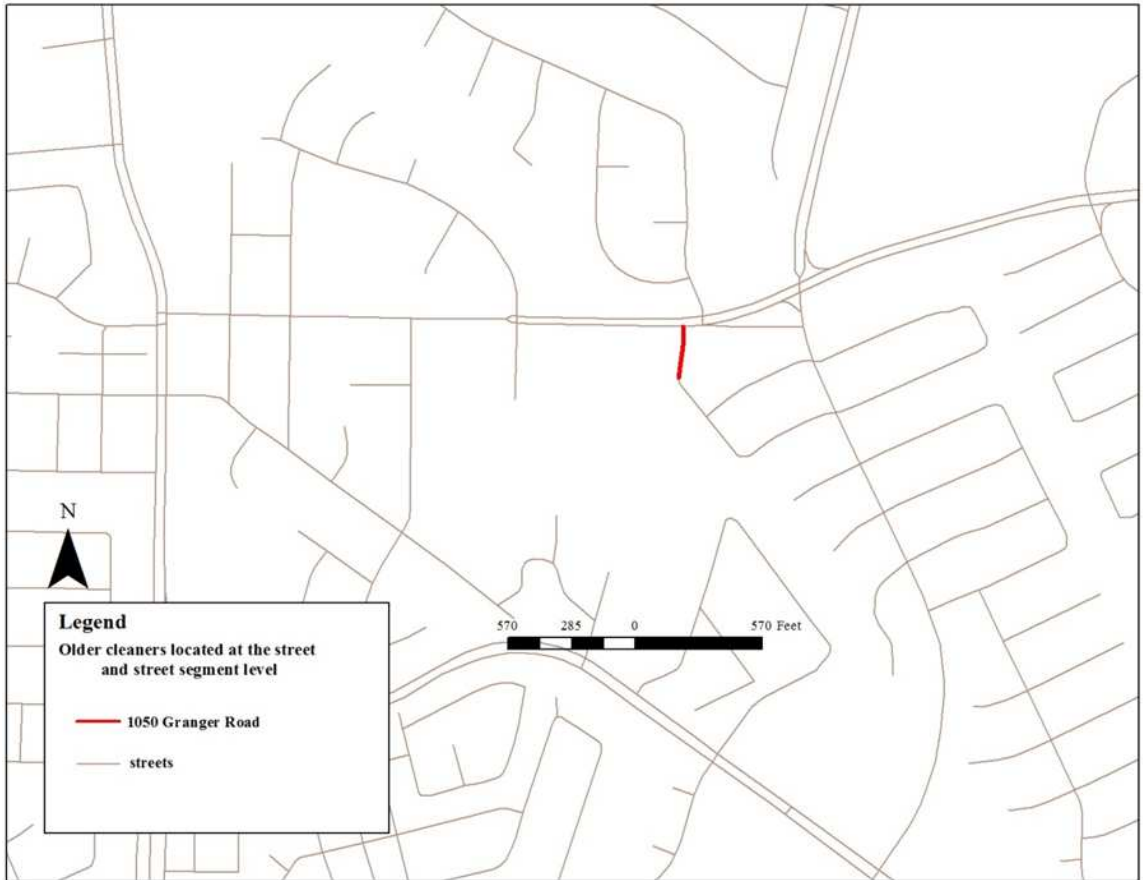 N
Legend
Older cleaners located at the street
and street segment level
1050 Granger Road
streets
570 285 0 570 Feet